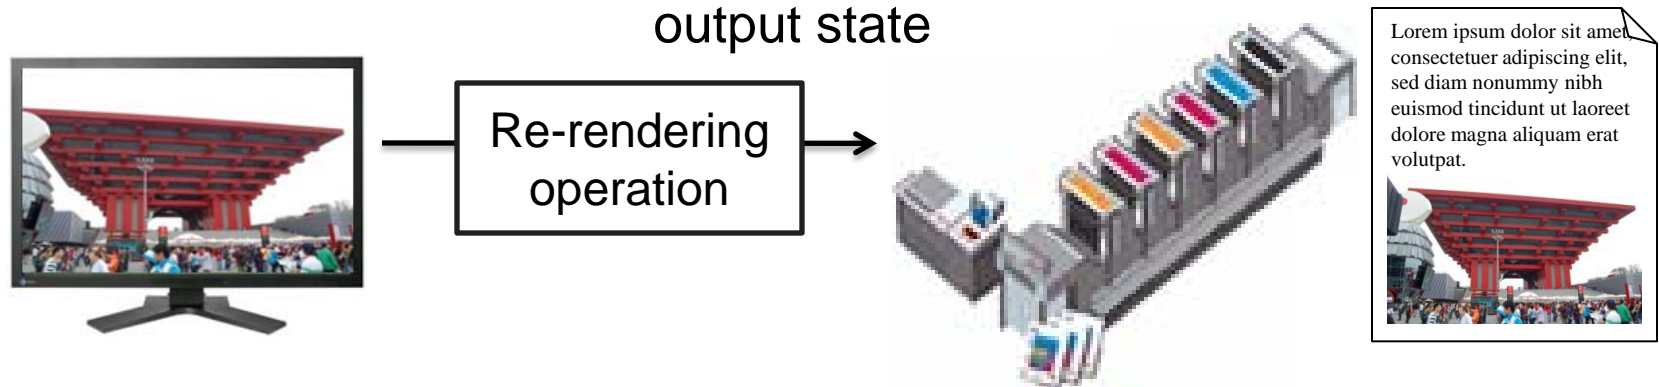 output state
Re-rendering
operation
Lorem ipsum dolor sit amet,
consectetuer adipiscing elit,
sed diam nonummy nibh
euismod tincidunt ut laoreet
dolore magna aliquam erat
volutpat.